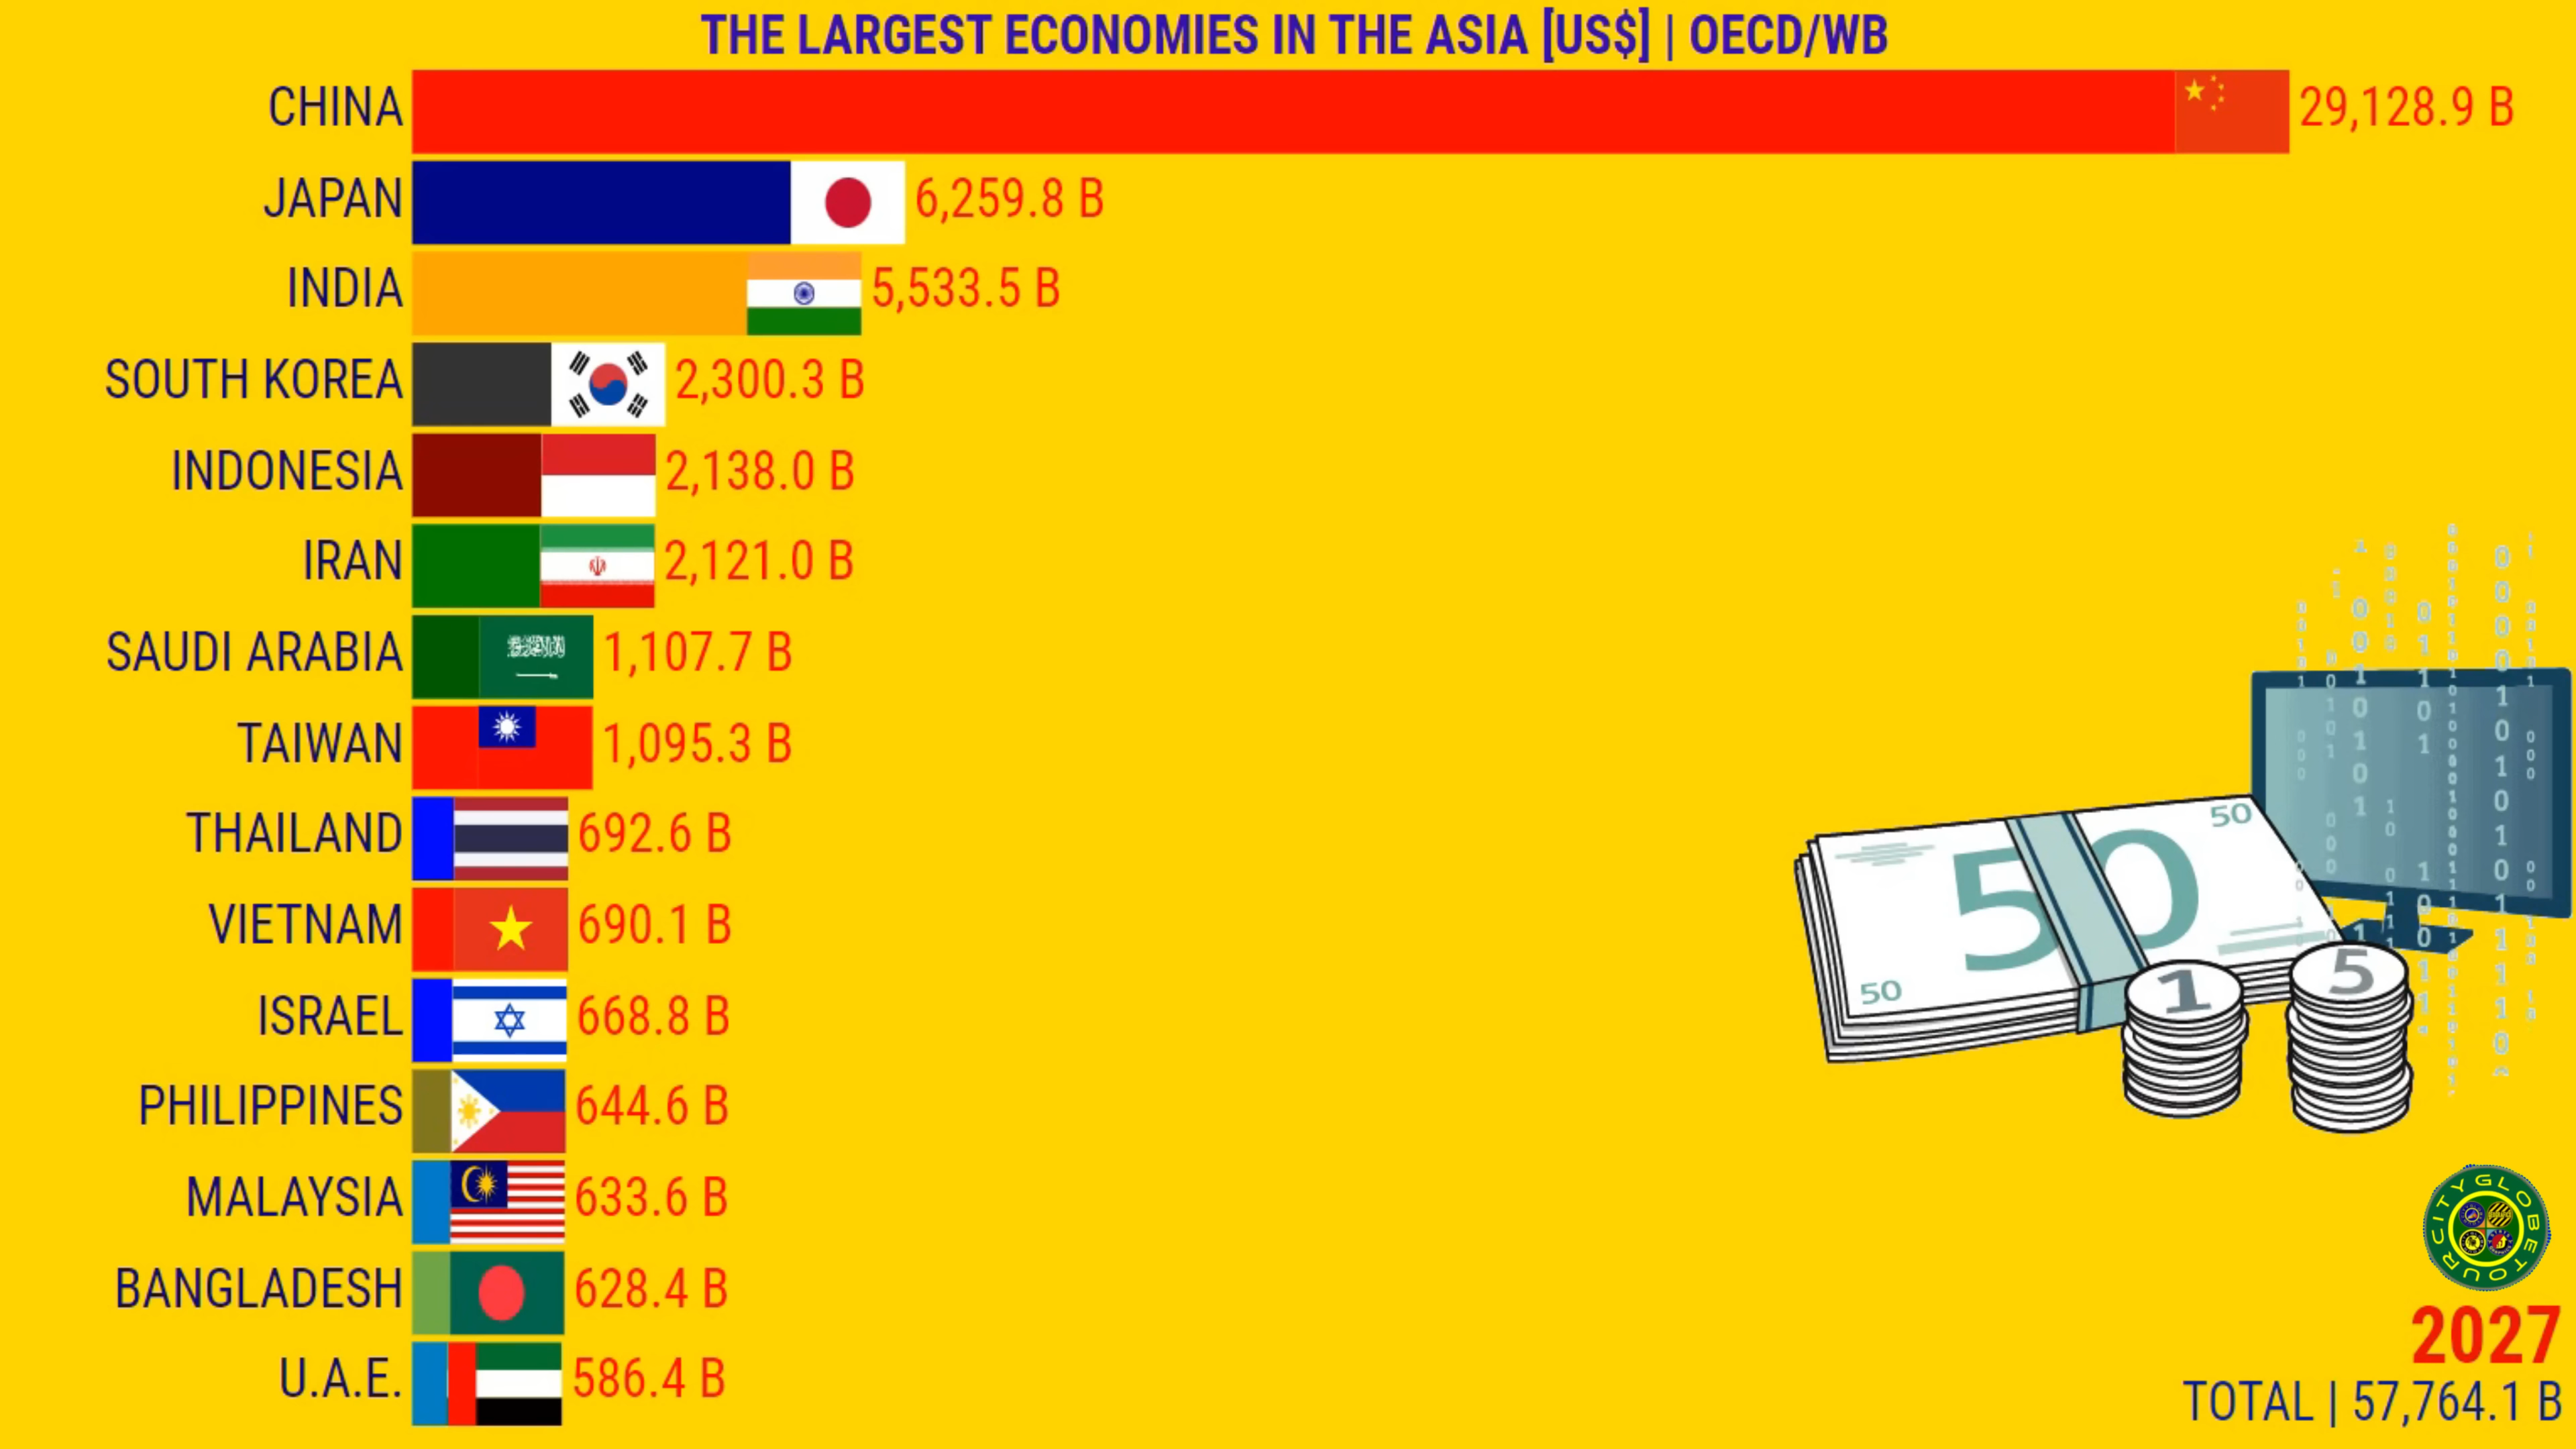 THE LARGEST ECONOMIES IN THE ASIA [US$] | OECD/WB
CHINA 29,128.9 B
JAPAN 6,259.8 B
INDIA 5,533.5 B
SOUTH KOREA 2,300.3 B
INDONESIA 2,138.0 B
IRAN 2,121.0 B
SAUDI ARABIA 1,107.7 B
TAIWAN 1,095.3 B
THAILAND 692.6 B
VIETNAM 690.1 B
ISRAEL 668.8 B
PHILIPPINES 644.6 B
MALAYSIA 633.6 B
BANGLADESH 628.4 B
U.A.E. 586.4 B
50
50
50
1
5
CITYGLOBETOUR
2027
TOTAL | 57,764.1 B